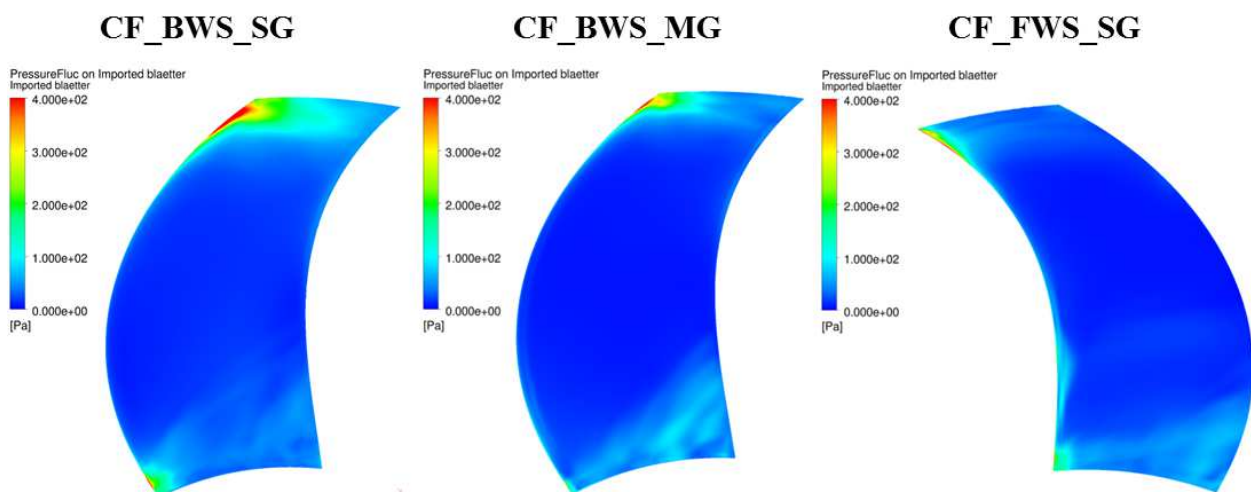 CF_BWS_SG
CF_BWS_MG
CF_FWS_SG
PressureFluc on Imported blaetter
Imported blaetter
4.000e+02
3.000e+02
2.000e+02
1.000e+02
0.000e+00
[Pa]
PressureFluc on Imported blaetter
Imported blaetter
4.000e+02
3.000e+02
2.000e+02
1.000e+02
0.000e+00
[Pa]
PressureFluc on Imported blaetter
Imported blaetter
4.000e+02
3.000e+02
2.000e+02
1.000e+02
0.000e+00
[Pa]